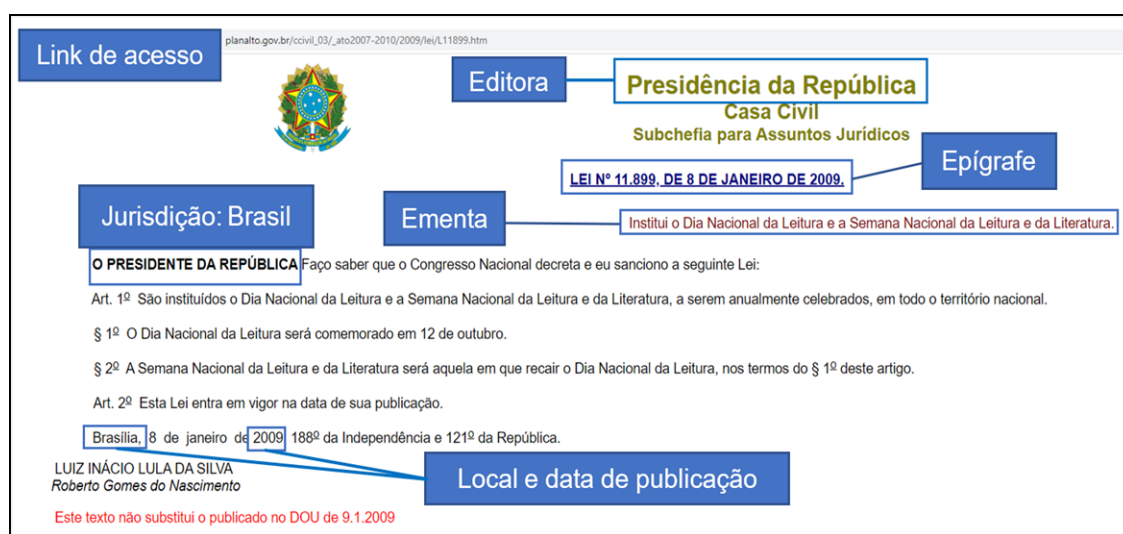 Link de acesso
planalto.gov.br/ccivil_03/_ato2007-2010/2009/lei/L11899.htm
Editora
Presidência da República
Casa Civil
Subchefia para Assuntos Jurídicos
Epígrafe
LEI Nº 11.899, DE 8 DE JANEIRO DE 2009.
Jurisdição: Brasil
Ementa
Institui o Dia Nacional da Leitura e a Semana Nacional da Leitura e da Literatura.
O PRESIDENTE DA REPÚBLICA Faço saber que o Congresso Nacional decreta e eu sanciono a seguinte Lei:
Art. 1º São instituídos o Dia Nacional da Leitura e a Semana Nacional da Leitura e da Literatura, a serem anualmente celebrados, em todo o território nacional.
§ 1º O Dia Nacional da Leitura será comemorado em 12 de outubro.
§ 2º A Semana Nacional da Leitura e da Literatura será aquela em que recair o Dia Nacional da Leitura, nos termos do § 1º deste artigo.
Art. 2º Esta Lei entra em vigor na data de sua publicação.
Brasília, 8 de janeiro de 2009 188º da Independência e 121º da República.
LUIZ INÁCIO LULA DA SILVA
Roberto Gomes do Nascimento
Local e data de publicação
Este texto não substitui o publicado no DOU de 9.1.2009